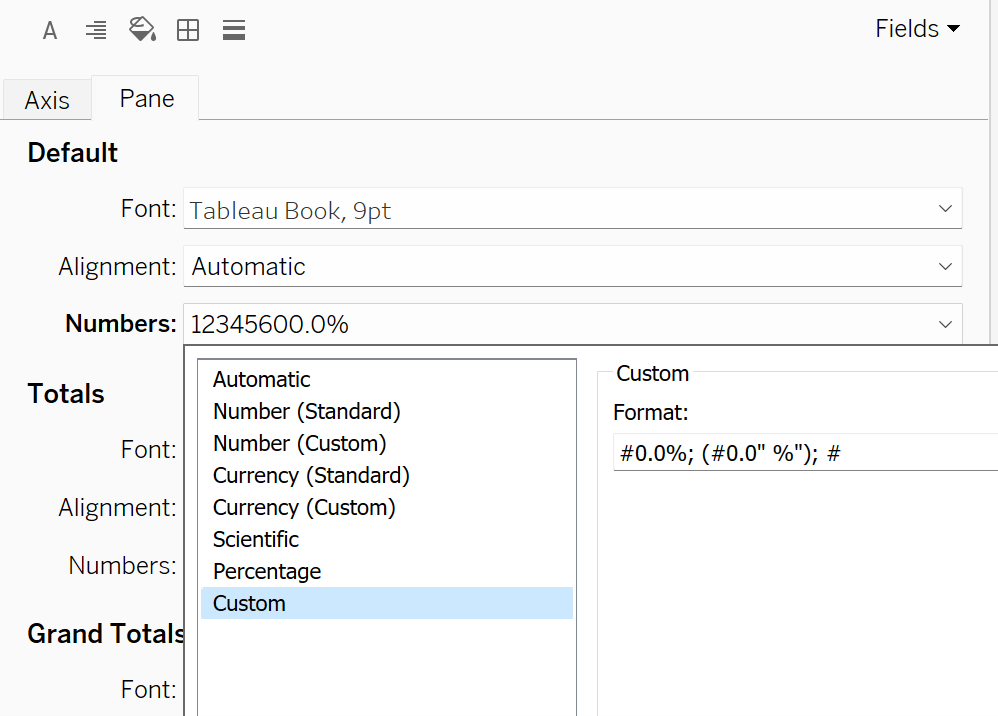 A
Fields
Axis
Pane
Default
Font: Tableau Book, 9pt
Alignment: Automatic
Numbers: 12345600.0%
Automatic
Number (Standard)
Number (Custom)
Currency (Standard)
Currency (Custom)
Scientific
Percentage
Custom
Custom
Format:
#0.0%; (#0.0" %"); #
Totals
Font:
Alignment:
Numbers:
Grand Totals
Font: